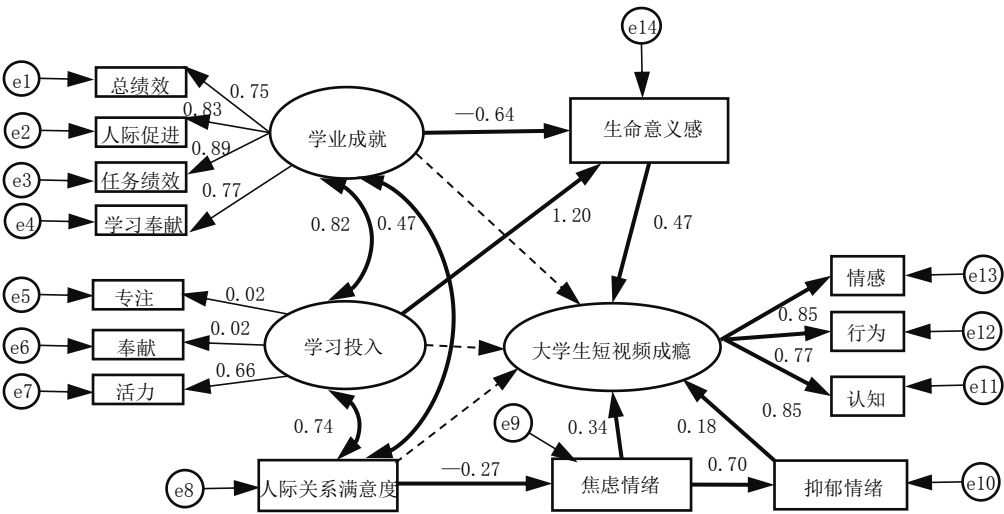 e14
e1
总绩效
0.75
e2
人际促进
0.83
学业成就
—0.64
生命意义感
e3
任务绩效
0.89
e4
学习奉献
0.77
0.82
0.47
1.20
0.47
e5
专注
0.02
e6
奉献
0.02
学习投入
大学生短视频成瘾
e7
活力
0.66
情感
e13
0.85
行为
e12
0.77
认知
e11
0.85
0.74
e9
0.34
0.18
e8
人际关系满意度
—0.27
焦虑情绪
0.70
抑郁情绪
e10